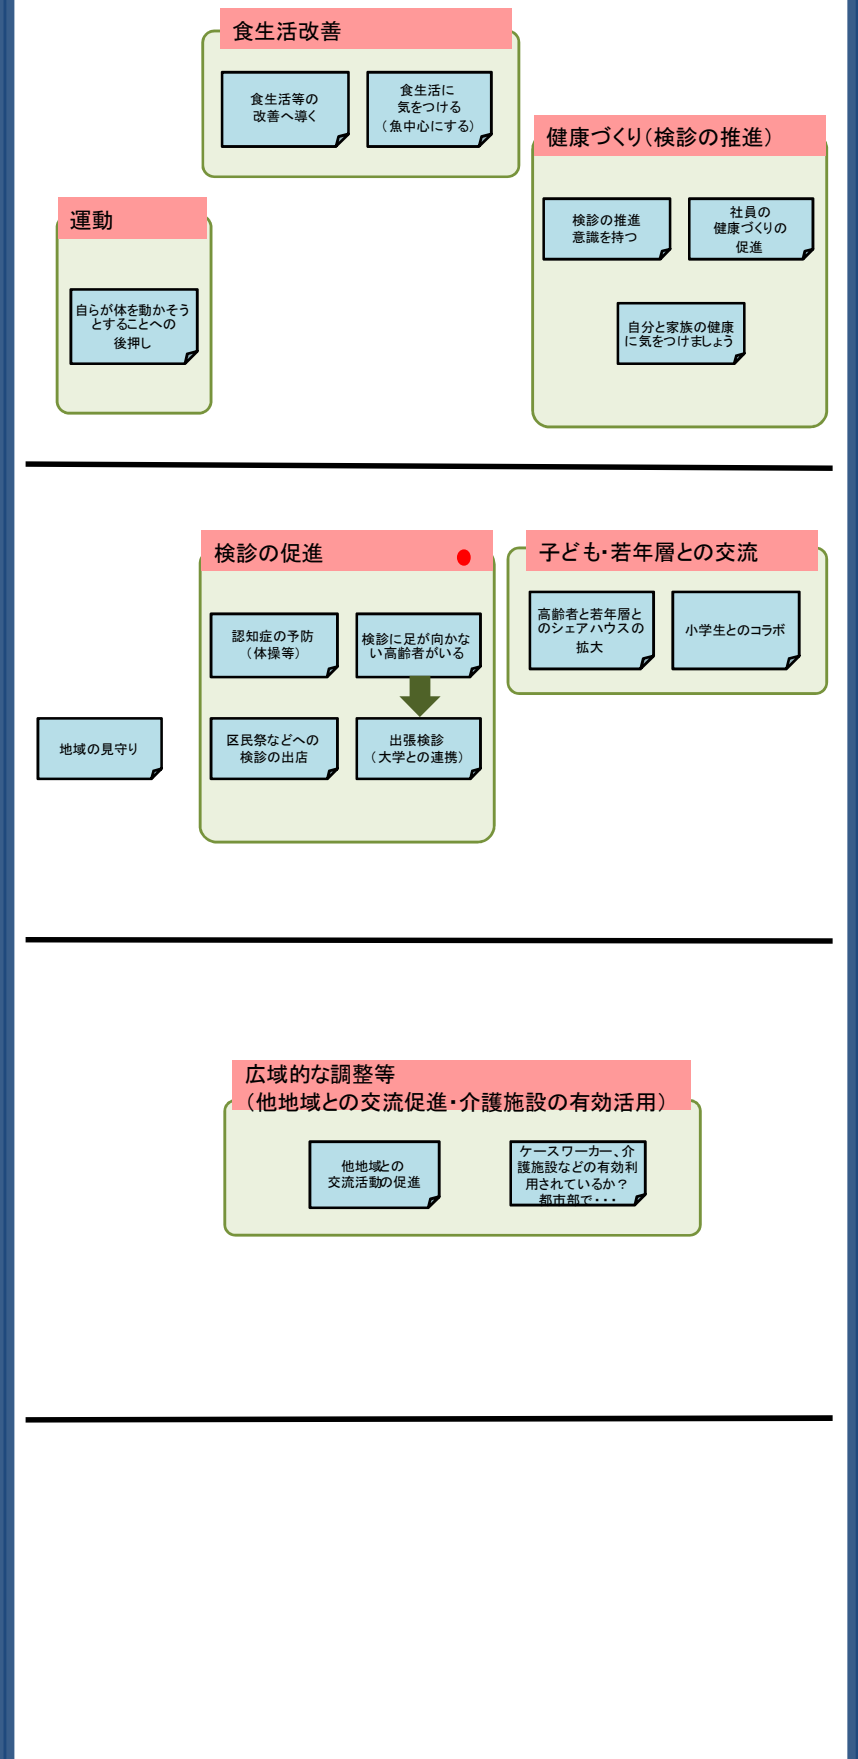 食生活改善
食生活等の
改善へ導く
食生活に
気をつける
（魚中心にする）
健康づくり（検診の推進）
検診の推進
意識を持つ
社員の
健康づくりの
促進
自分と家族の健康
に気をつけましょう
運動
自らが体を動かそう
とすることへの
後押し
検診の促進
認知症の予防
（体操等）
検診に足が向かな
い高齢者がいる
区民祭などへの
検診の出店
出張検診
（大学との連携）
子ども・若年層との交流
高齢者と若年層と
のシェアハウスの
拡大
小学生とのコラボ
地域の見守り
広域的な調整等
（他地域との交流促進・介護施設の有効活用）
他地域との
交流活動の促進
ケースワーカー、介
護施設などの有効利
用されているか？
都市部で・・・